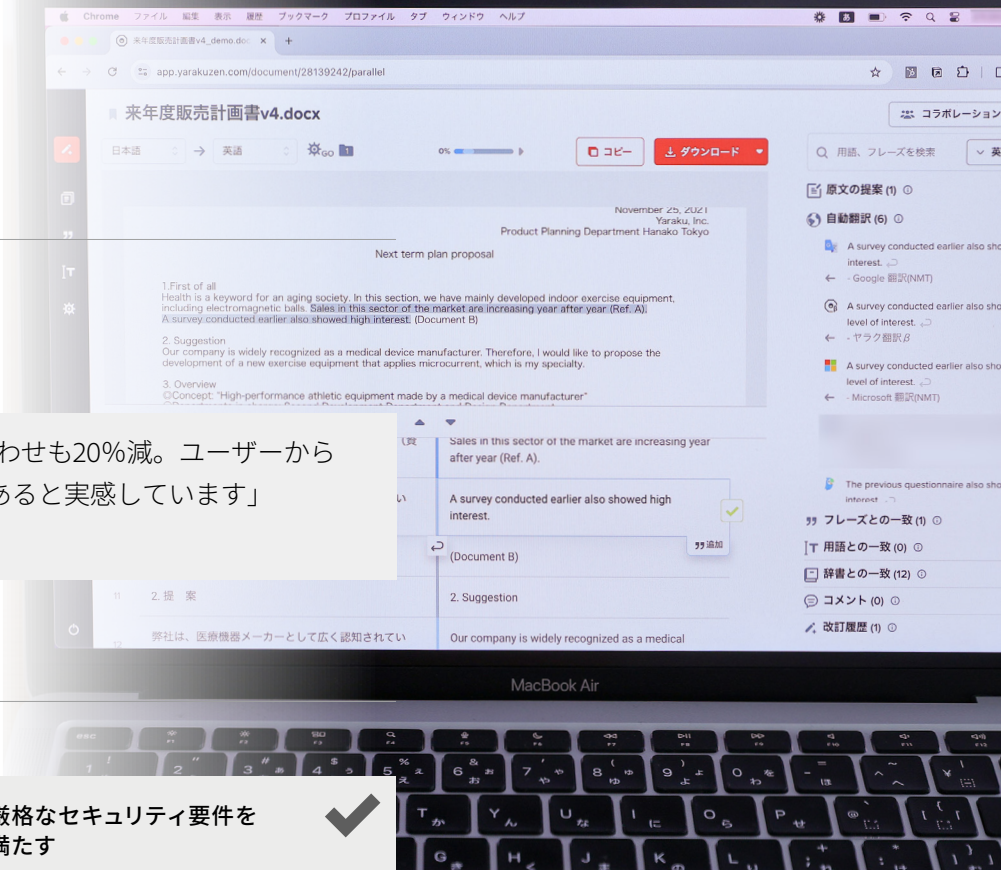 Chrome ファイル 編集 表示 履歴 ブックマーク プロファイル タブ ウィンドウ ヘルプ
来年度販売計画書v4_demo.doc × +
app.yarakuzen.com/document/28139242/parallel
来年度販売計画書v4.docx
コラボレーション
日本語 → 英語 GO
0%
コピー
ダウンロード
用語、フレーズを検索
英
November 25, 2021
Yaraku, Inc.
Product Planning Department Hanako Tokyo
Next term plan proposal
1.First of all
Health is a keyword for an aging society. In this section, we have mainly developed indoor exercise equipment,
including electromagnetic balls. Sales in this sector of the market are increasing year after year (Ref. A).
A survey conducted earlier also showed high interest. (Document B)
2. Suggestion
Our company is widely recognized as a medical device manufacturer. Therefore, I would like to propose the
development of a new exercise equipment that applies microcurrent, which is my specialty.
3. Overview
◎Concept: "High-performance athletic equipment made by a medical device manufacturer"
原文の提案 (1)
自動翻訳 (6)
A survey conducted earlier also sho
interest.
- Google 翻訳(NMT)
A survey conducted earlier also sho
level of interest.
- ヤラク翻訳β
A survey conducted earlier also sho
level of interest.
- Microsoft 翻訳(NMT)
The previous questionnaire also sho
interest.
フレーズとの一致 (1)
用語との一致 (0)
辞書との一致 (12)
コメント (0)
改訂履歴 (1)
(資
Sales in this sector of the market are increasing year
after year (Ref. A).
い
A survey conducted earlier also showed high
interest.
追加
(Document B)
11 2. 提 案
2. Suggestion
12 弊社は、医療機器メーカーとして広く認知されてい
Our company is widely recognized as a medical
わせも20%減。ユーザーから
あると実感しています」
MacBook Air
esc F1 F2 F3 F4 F5 F6 F7 F8 F9 F10 F11
厳格なセキュリティ要件を
満たす